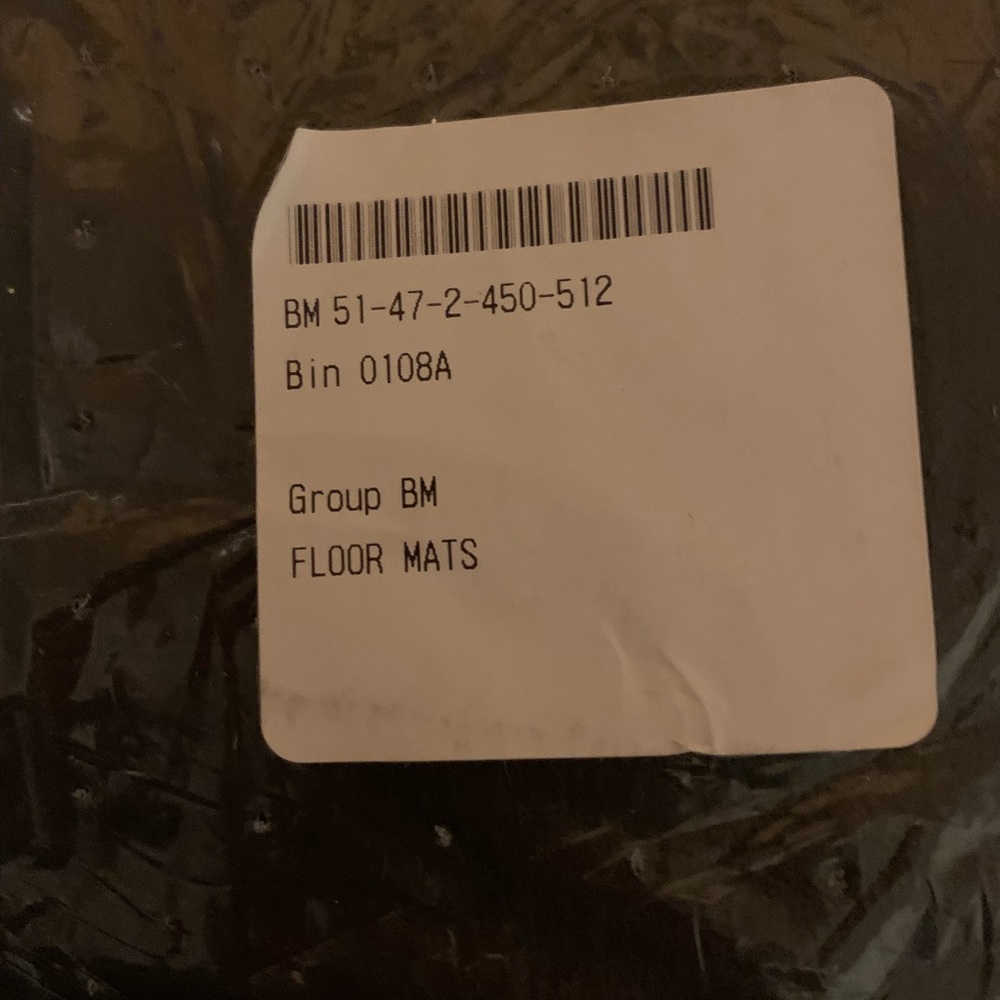 BM 51-47-2-450-512
Bin 0108A
Group BM
FLOOR MATS